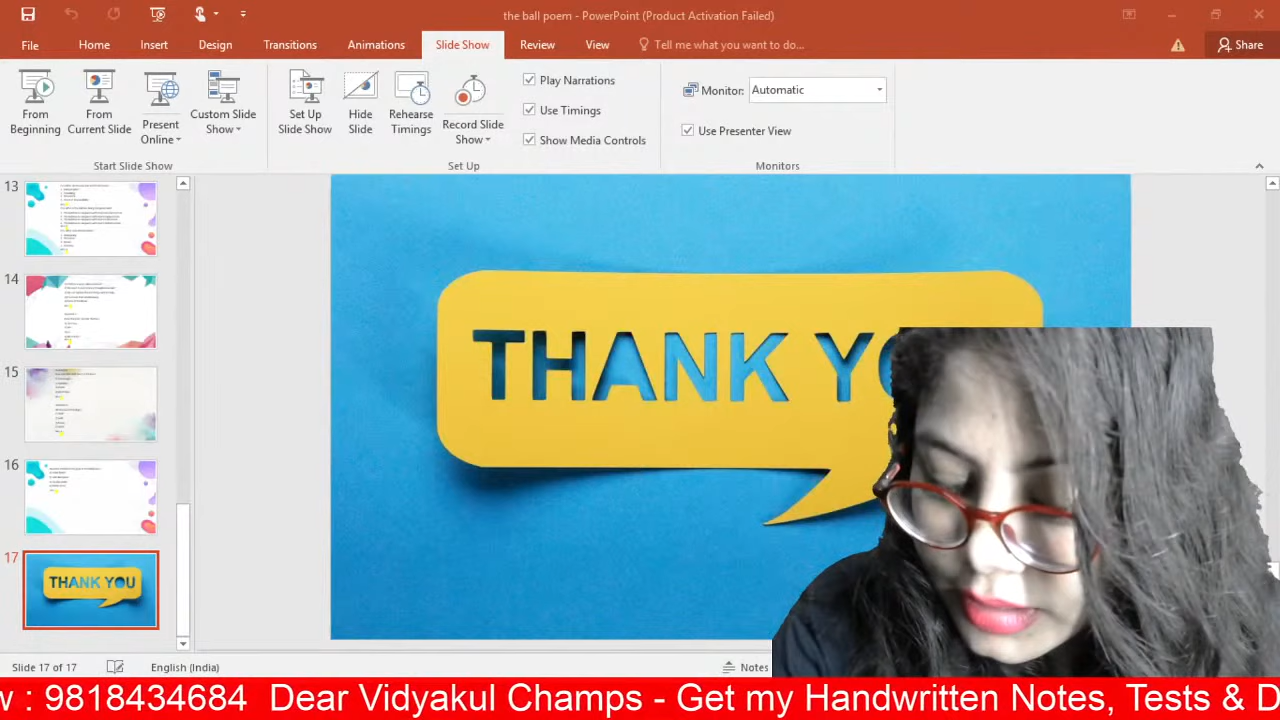 the ball poem - PowerPoint (Product Activation Failed)
File Home Insert Design Transitions Animations Slide Show Review View Tell me what you want to do... Share
From Beginning
From Current Slide
Present Online
Custom Slide Show
Start Slide Show
Set Up Slide Show
Hide Slide
Rehearse Timings
Record Slide Show
Play Narrations
Use Timings
Show Media Controls
Set Up
Monitor: Automatic
Use Presenter View
Monitors
13
14
15
16
17
THANK YOU
THANK YO
Slide 17 of 17 English (India) Notes
w : 9818434684 Dear Vidyakul Champs - Get my Handwritten Notes, Tests & D